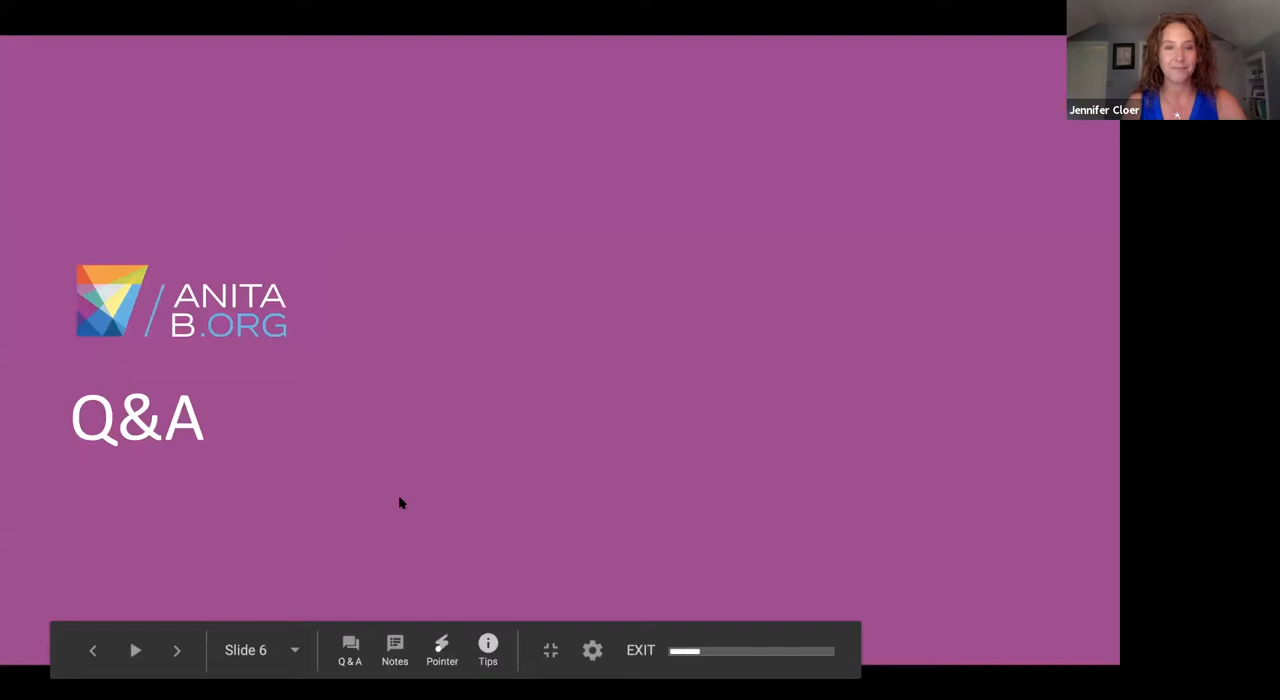 Jennifer Cloer
ANITA
B.ORG
Q&A
Slide 6
Q & A
Notes
Pointer
Tips
EXIT